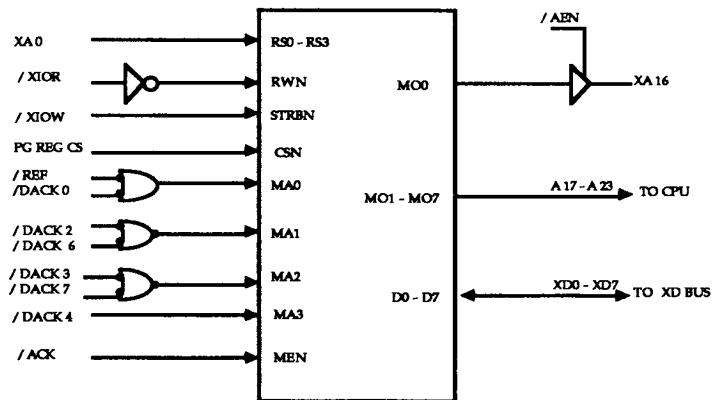 / AEN
XA 0
RS0 - RS3
/ XIOR
RWN
MO0
XA 16
/ XIOW
STRBN
PG REG CS
CSN
/ REF
/DACK 0
MA0
A 17 - A 23
TO CPU
MO1 - MO7
/ DACK 2
/ DACK 6
MA1
/ DACK 3
/ DACK 7
MA2
XD0 - XD7
D0 - D7
TO XD BUS
/ DACK 4
MA3
/ ACK
MEN